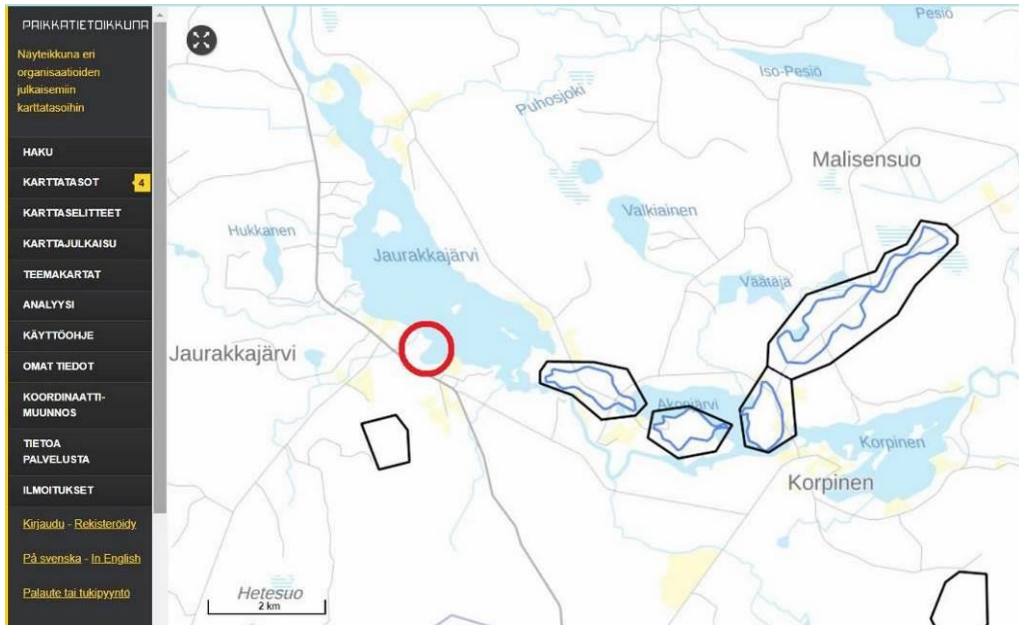 PAIKKATIETOIKKUNA
Näyteikkuna eri
organisaatioiden
julkaisemiin
karttatasoihin
HAKU
KARTTATASOT 4
KARTTASELITTEET
KARTTAJULKAISU
TEEMAKARTAT
ANALYYSI
KÄYTTÖOHJE
OMAT TIEDOT
KOORDINAATTI-
MUUNNOS
TIETOA
PALVELUSTA
ILMOITUKSET
Kirjaudu - Rekisteröidy
På svenska - In English
Palaute tai tukipyyntö
Pesiö
Iso-Pesiö
Puhosjoki
Malisensuo
Valkiainen
Hukkanen
Jaurakkajärvi
Väätäjä
Jaurakkajärvi
Akonjärvi
Korpinen
Korpinen
Hetesuo
2 km